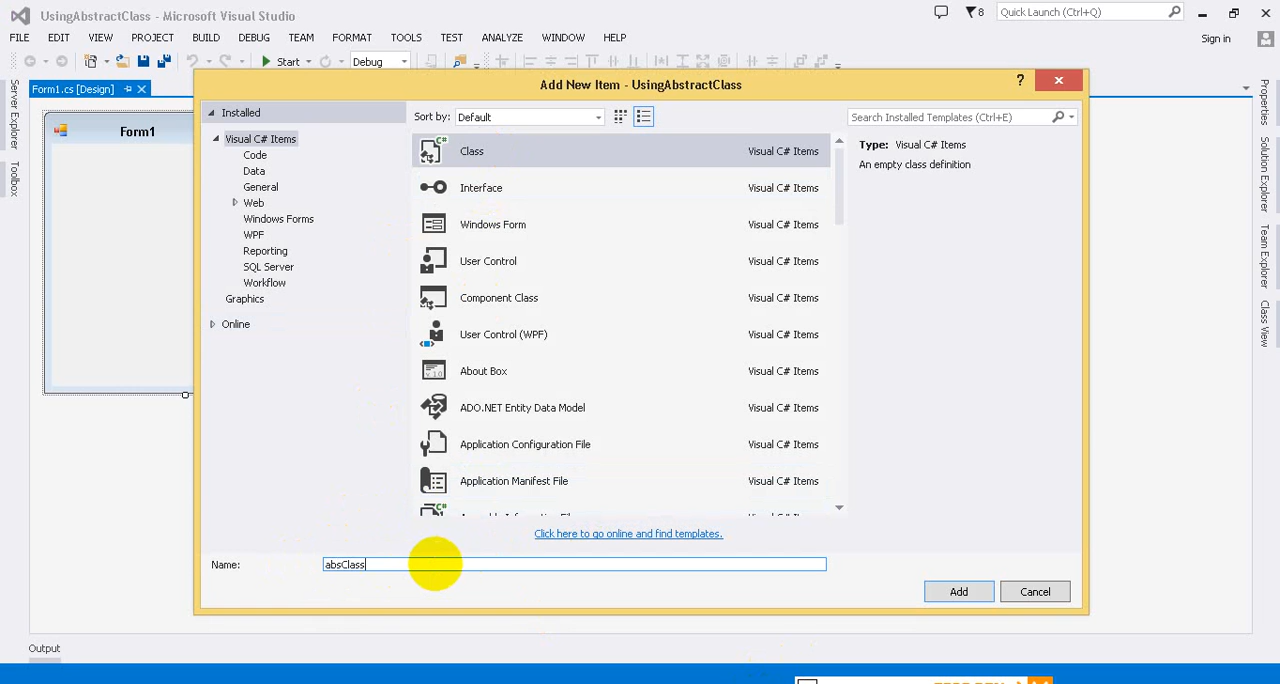 UsingAbstractClass - Microsoft Visual Studio
8
Quick Launch (Ctrl+Q)
FILE EDIT VIEW PROJECT BUILD DEBUG TEAM FORMAT TOOLS TEST ANALYZE WINDOW HELP
Sign in
Start
Debug
Form1.cs [Design]
Server Explorer
Toolbox
Form1
Add New Item - UsingAbstractClass
?
Installed
Visual C# Items
Code
Data
General
Web
Windows Forms
WPF
Reporting
SQL Server
Workflow
Graphics
Online
Sort by: Default
Search Installed Templates (Ctrl+E)
Class Visual C# Items
Interface Visual C# Items
Windows Form Visual C# Items
User Control Visual C# Items
Component Class Visual C# Items
User Control (WPF) Visual C# Items
About Box Visual C# Items
ADO.NET Entity Data Model Visual C# Items
Application Configuration File Visual C# Items
Application Manifest File Visual C# Items
Type: Visual C# Items
An empty class definition
Click here to go online and find templates.
Name: absClass
Add Cancel
Properties
Solution Explorer
Team Explorer
Class View
Output